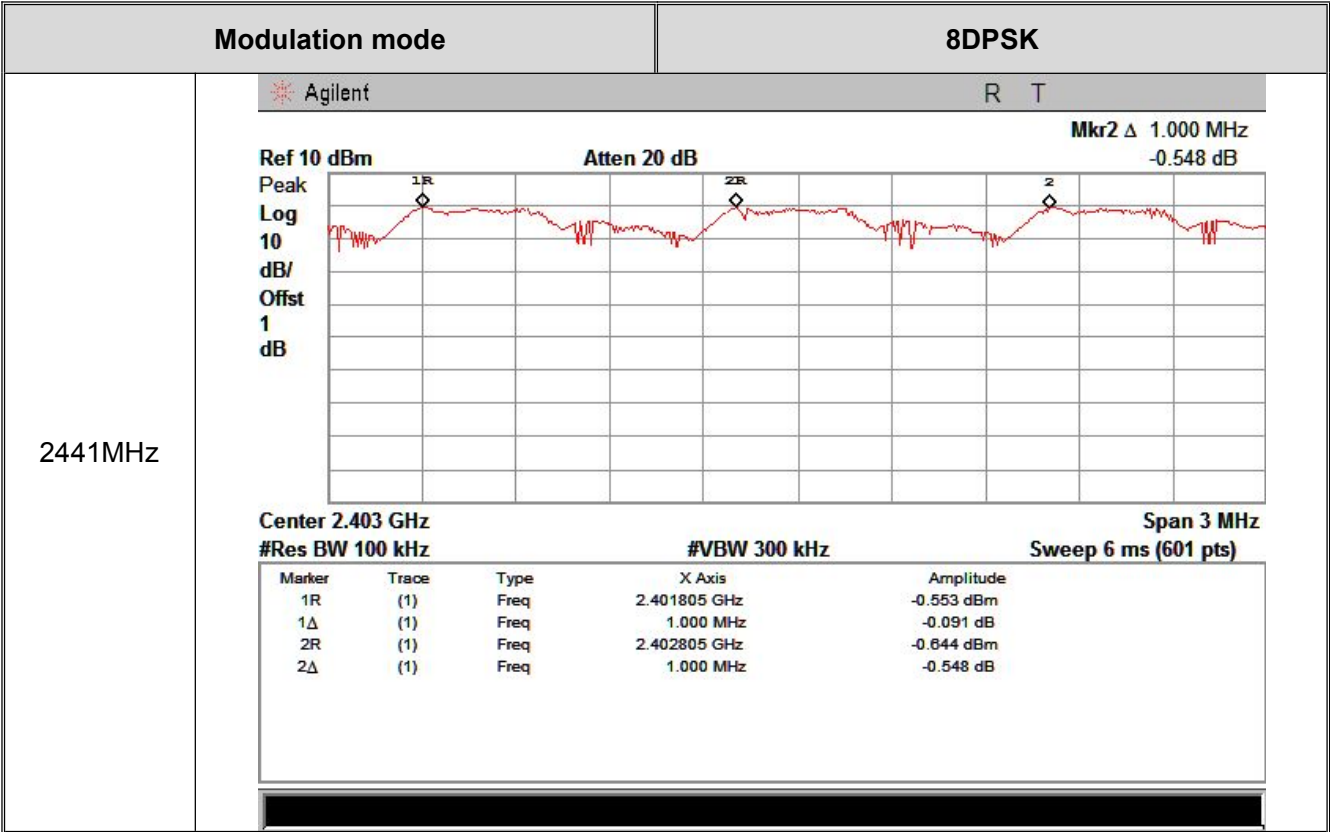 Modulation mode 8DPSK
Agilent R T
Mkr2 Δ 1.000 MHz
Ref 10 dBm Atten 20 dB -0.548 dB
Peak
Log
10
dB/
Offst
1
dB
1R 2R 2
2441MHz
Center 2.403 GHz Span 3 MHz
#Res BW 100 kHz #VBW 300 kHz Sweep 6 ms (601 pts)
Marker Trace Type X Axis Amplitude
1R (1) Freq 2.401805 GHz -0.553 dBm
1Δ (1) Freq 1.000 MHz -0.091 dB
2R (1) Freq 2.402805 GHz -0.644 dBm
2Δ (1) Freq 1.000 MHz -0.548 dB